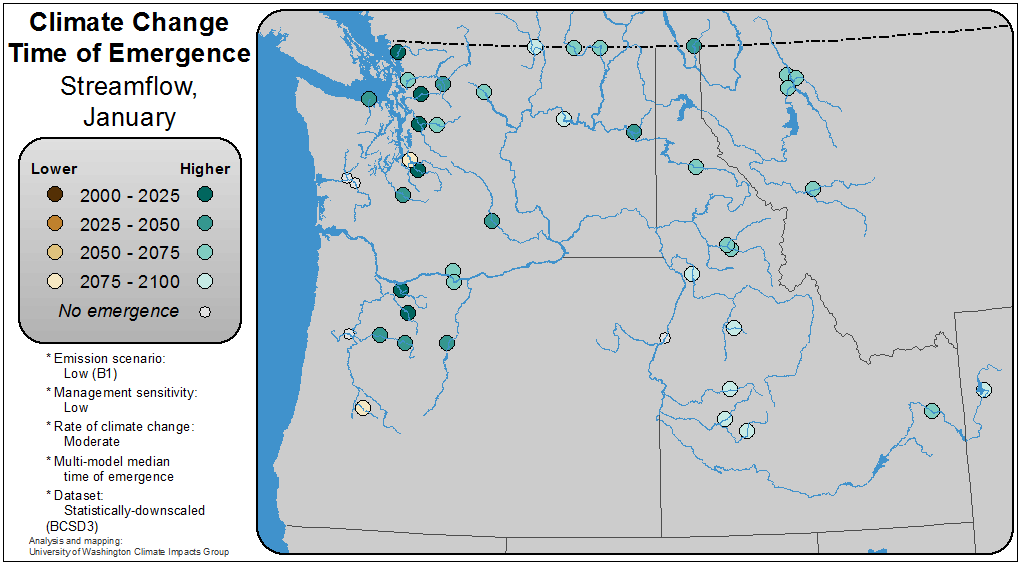 Climate Change
Time of Emergence
Streamflow,
January
Lower Higher
2000 - 2025
2025 - 2050
2050 - 2075
2075 - 2100
No emergence
* Emission scenario:
Low (B1)
* Management sensitivity:
Low
* Rate of climate change:
Moderate
* Multi-model median
time of emergence
* Dataset:
Statistically-downscaled
(BCSD3)
Analysis and mapping:
University of Washington Climate Impacts Group